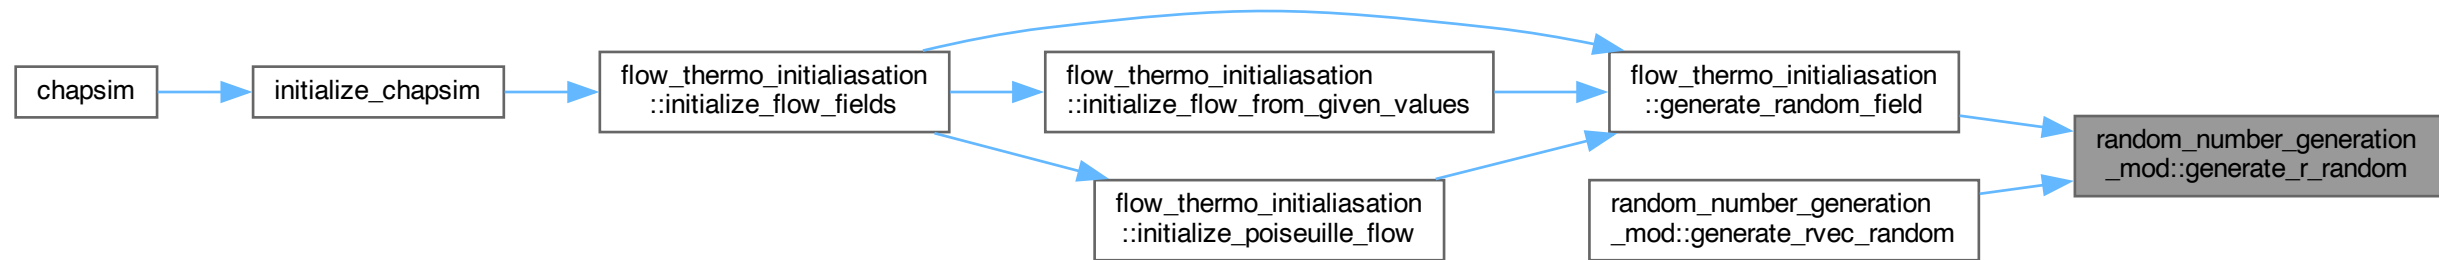 chapsim
initialize_chapsim
flow_thermo_initialiasation
::initialize_flow_fields
flow_thermo_initialiasation
::initialize_flow_from_given_values
flow_thermo_initialiasation
::initialize_poiseuille_flow
flow_thermo_initialiasation
::generate_random_field
random_number_generation
_mod::generate_rvec_random
random_number_generation
_mod::generate_r_random